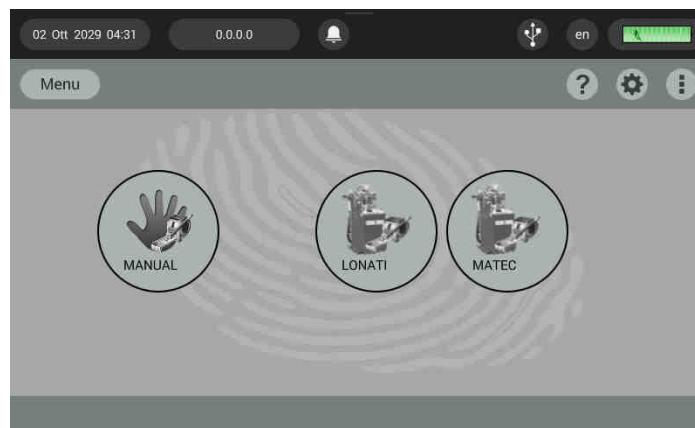 02 Ott 2029 04:31
0.0.0.0
en
Menu
?
MANUAL
LONATI
MATEC